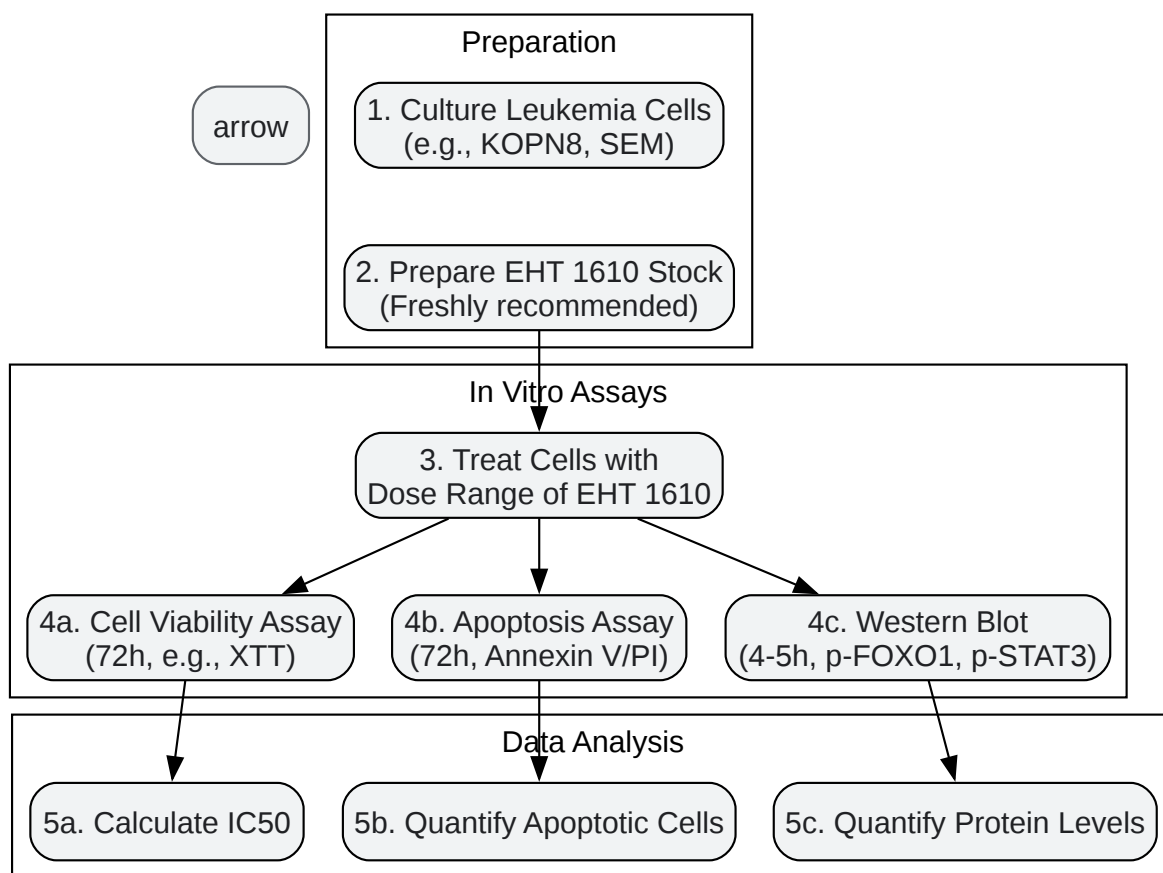 Preparation
arrow
1. Culture Leukemia Cells
(e.g., KOPN8, SEM)
2. Prepare EHT 1610 Stock
(Freshly recommended)
In Vitro Assays
3. Treat Cells with
Dose Range of EHT 1610
4a. Cell Viability Assay
(72h, e.g., XTT)
4b. Apoptosis Assay
(72h, Annexin V/PI)
4c. Western Blot
(4-5h, p-FOXO1, p-STAT3)
Data Analysis
5a. Calculate IC50
5b. Quantify Apoptotic Cells
5c. Quantify Protein Levels